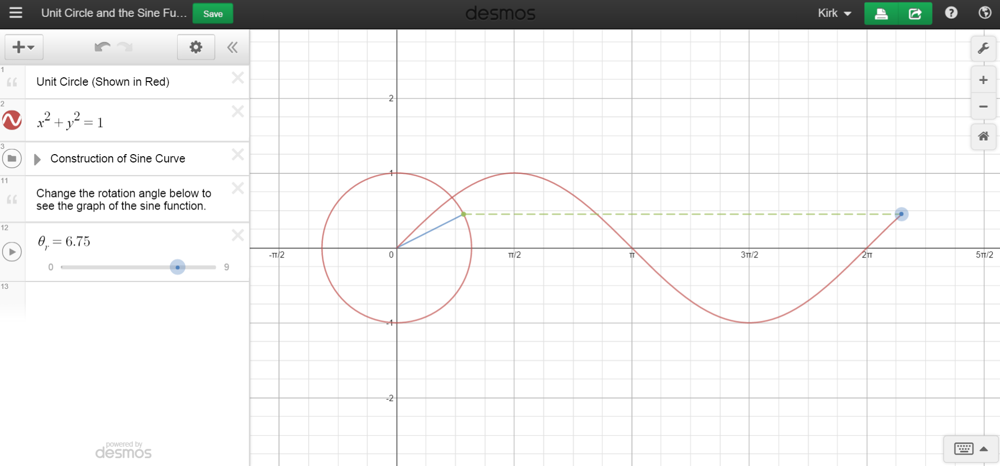 Unit Circle and the Sine Fu...
Save
desmos
Kirk
1
Unit Circle (Shown in Red)
2
x² + y² = 1
3
Construction of Sine Curve
11
Change the rotation angle below to
see the graph of the sine function.
12
θᵣ = 6.75
0
9
13
powered by
desmos
2
1
-π/2
0
π/2
π
3π/2
2π
5π/2
-1
-2